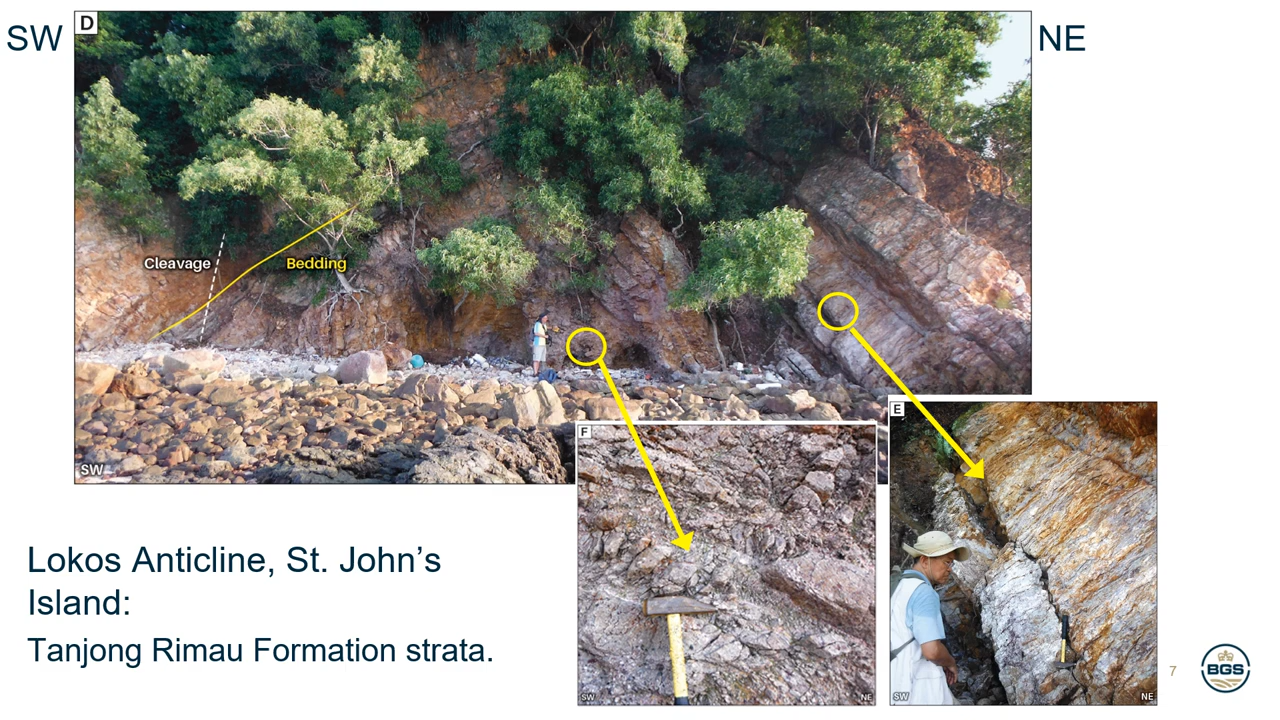 SW
D
NE
Cleavage
Bedding
SW
F
E
SW
NE
SW
NE
Lokos Anticline, St. John’s
Island:
Tanjong Rimau Formation strata.
7
BGS